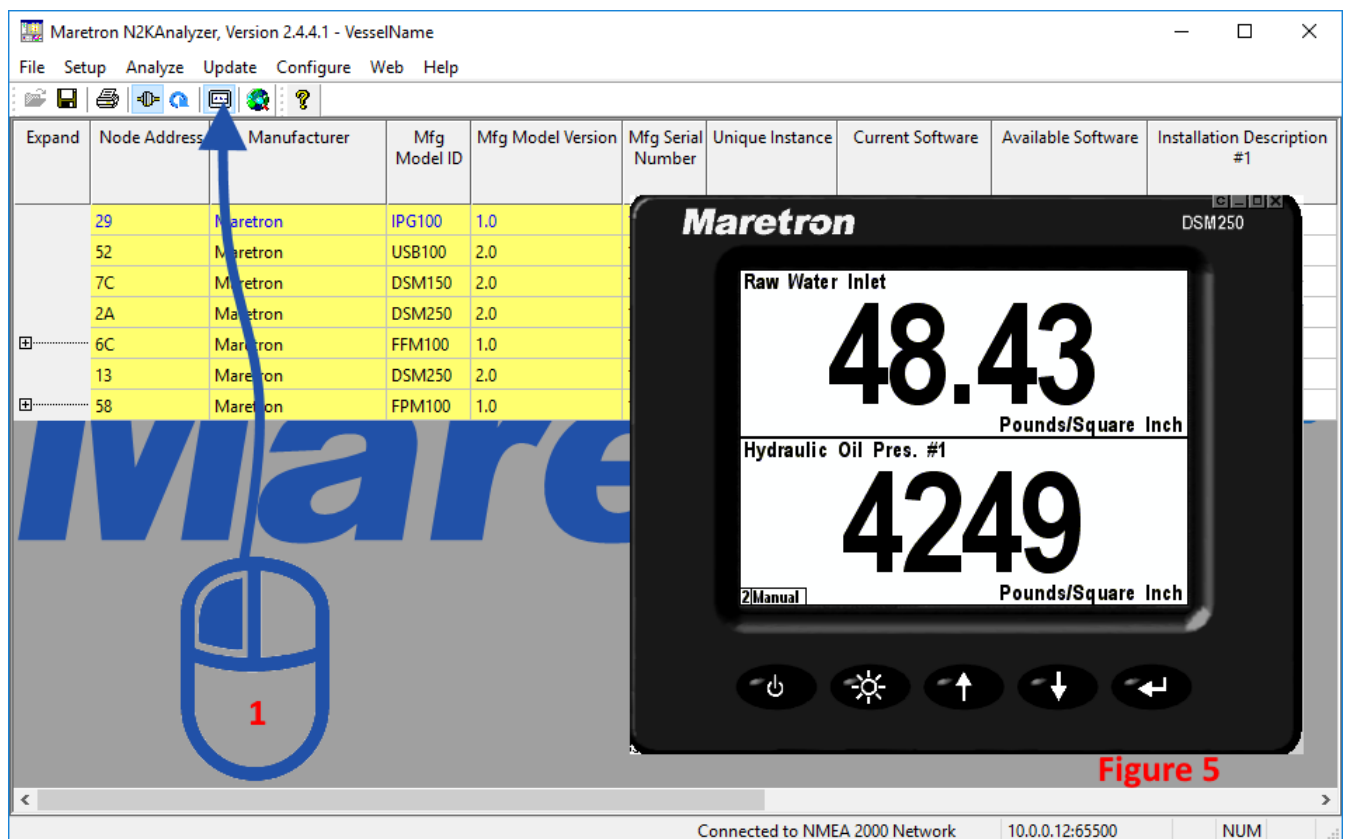 Maretron N2KAnalyzer, Version 2.4.4.1 - VesselName
File Setup Analyze Update Configure Web Help
Expand Node Address Manufacturer Mfg Model ID Mfg Model Version Mfg Serial Number Unique Instance Current Software Available Software Installation Description #1
29 Maretron IPG100 1.0
52 Maretron USB100 2.0
7C Maretron DSM150 2.0
2A Maretron DSM250 2.0
6C Maretron FFM100 1.0
13 Maretron DSM250 2.0
58 Maretron FPM100 1.0
Maretron
DSM250
Raw Water Inlet
48.43
Pounds/Square Inch
Hydraulic Oil Pres. #1
4249
2 Manual
Pounds/Square Inch
Mare
1
Figure 5
Connected to NMEA 2000 Network 10.0.0.12:65500 NUM